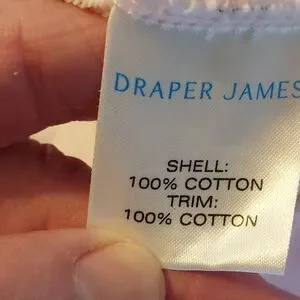 DRAPER JAMES
SHELL:
100% COTTON
TRIM:
100% COTTON